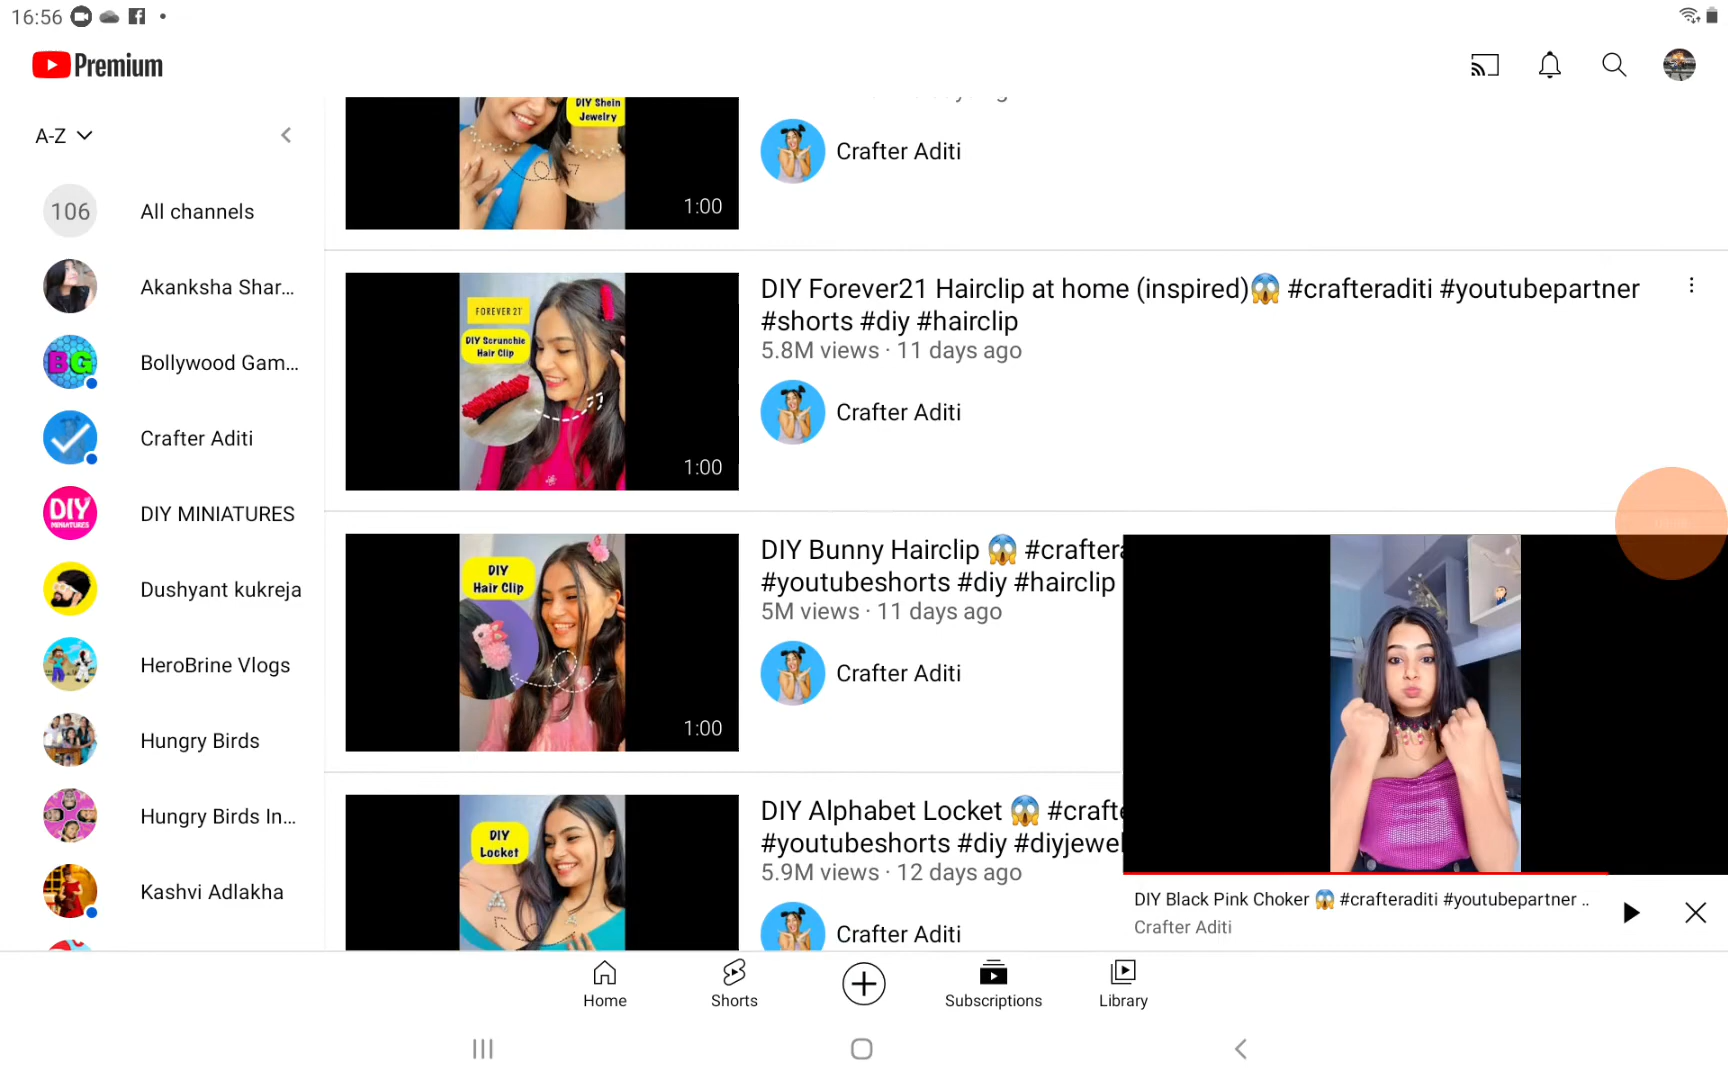 16:56
Premium
A-Z
106
All channels
Akanksha Shar...
BG
Bollywood Gam...
Crafter Aditi
DIY
MINIATURES
DIY MINIATURES
Dushyant kukreja
HeroBrine Vlogs
Hungry Birds
Hungry Birds In...
Kashvi Adlakha
DIY Shein
Jewelry
1:00
Crafter Aditi
FOREVER 21
DIY Scrunchie
Hair Clip
1:00
DIY Forever21 Hairclip at home (inspired)😱 #crafteraditi #youtubepartner
#shorts #diy #hairclip
5.8M views · 11 days ago
Crafter Aditi
DIY
Hair Clip
1:00
DIY Bunny Hairclip 😱 #craftera
#youtubeshorts #diy #hairclip
5M views · 11 days ago
Crafter Aditi
DIY
Locket
DIY Alphabet Locket 😱 #crafte
#youtubeshorts #diy #diyjewel
5.9M views · 12 days ago
Crafter Aditi
DIY Black Pink Choker 😱 #crafteraditi #youtubepartner ..
Crafter Aditi
Home
Shorts
Subscriptions
Library